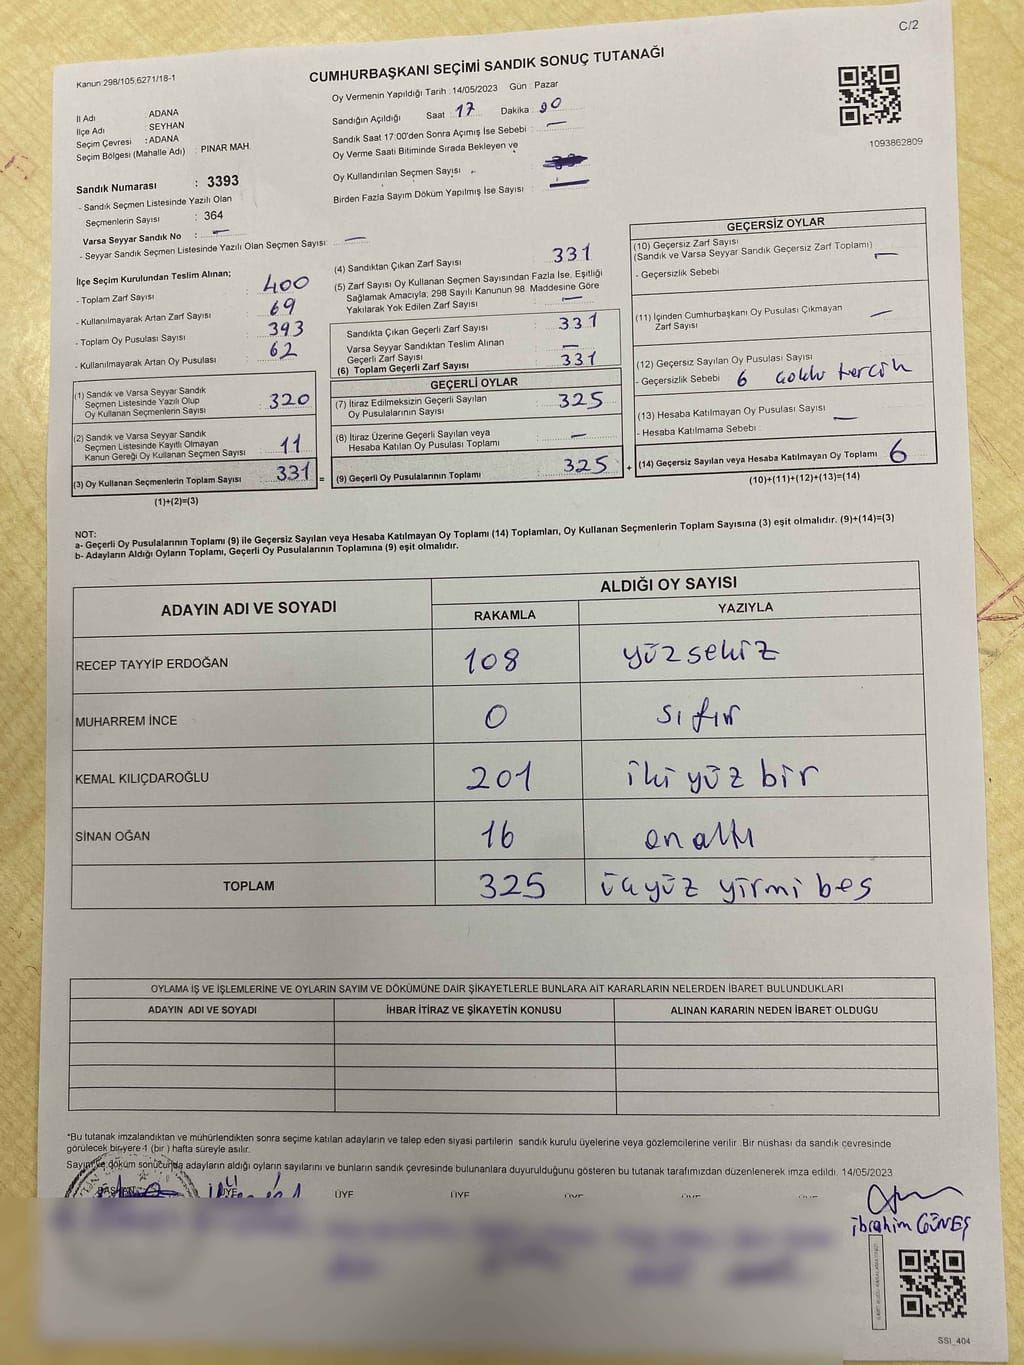 C/2
Kanun:298/105,6271/18-1
CUMHURBAŞKANI SEÇİMİ SANDIK SONUÇ TUTANAĞI
Oy Vermenin Yapıldığı Tarih : 14/05/2023 Gün : Pazar
İl Adı : ADANA
İlçe Adı : SEYHAN
Seçim Çevresi : ADANA
Seçim Bölgesi (Mahalle Adı) : PINAR MAH.
Sandık Numarası : 3393
- Sandık Seçmen Listesinde Yazılı Olan
Seçmenlerin Sayısı : 364
Varsa Seyyar Sandık No : —
- Seyyar Sandık Seçmen Listesinde Yazılı Olan Seçmen Sayısı: —
Sandığın Açıldığı Saat : 17 Dakika : 90
Sandık Saat 17:00'den Sonra Açımış İse Sebebi : —
Oy Verme Saati Bitiminde Sırada Bekleyen ve
Oy Kullandırılan Seçmen Sayısı :
Birden Fazla Sayım Döküm Yapılmış İse Sayısı : —
1093862809
İlçe Seçim Kurulundan Teslim Alınan;
- Toplam Zarf Sayısı : 400
- Kullanılmayarak Artan Zarf Sayısı : 69
- Toplam Oy Pusulası Sayısı : 393
- Kullanılmayarak Artan Oy Pusulası : 62
(1) Sandık ve Varsa Seyyar Sandık
Seçmen Listesinde Yazılı Olup
Oy Kullanan Seçmenlerin Sayısı : 320
(2) Sandık ve Varsa Seyyar Sandık
Seçmen Listesinde Kayıtlı Olmayan
Kanun Gereği Oy Kullanan Seçmen Sayısı : 11
(3) Oy Kullanan Seçmenlerin Toplam Sayısı : 331 =
(1)+(2)=(3)
(4) Sandıktan Çıkan Zarf Sayısı : 331
(5) Zarf Sayısı Oy Kullanan Seçmen Sayısından Fazla İse, Eşitliği
Sağlamak Amacıyla, 298 Sayılı Kanunun 98. Maddesine Göre
Yakılarak Yok Edilen Zarf Sayısı : —
Sandıkta Çıkan Geçerli Zarf Sayısı : 331
Varsa Seyyar Sandıktan Teslim Alınan
Geçerli Zarf Sayısı : —
(6) Toplam Geçerli Zarf Sayısı : 331
GEÇERLİ OYLAR
(7) İtiraz Edilmeksizin Geçerli Sayılan
Oy Pusulalarının Sayısı : 325
(8) İtiraz Üzerine Geçerli Sayılan veya
Hesaba Katılan Oy Pusulası Toplamı : —
(9) Geçerli Oy Pusulalarının Toplamı : 325 +
GEÇERSİZ OYLAR
(10) Geçersiz Zarf Sayısı
(Sandık ve Varsa Seyyar Sandık Geçersiz Zarf Toplamı) : —
- Geçersizlik Sebebi
(11) İçinden Cumhurbaşkanı Oy Pusulası Çıkmayan
Zarf Sayısı : —
(12) Geçersiz Sayılan Oy Pusulası Sayısı :
- Geçersizlik Sebebi : 6 Çoklu tercih
(13) Hesaba Katılmayan Oy Pusulası Sayısı : —
- Hesaba Katılmama Sebebi :
(14) Geçersiz Sayılan veya Hesaba Katılmayan Oy Toplamı : 6
(10)+(11)+(12)+(13)=(14)
NOT:
a- Geçerli Oy Pusulalarının Toplamı (9) ile Geçersiz Sayılan veya Hesaba Katılmayan Oy Toplamı (14) Toplamları, Oy Kullanan Seçmenlerin Toplam Sayısına (3) eşit olmalıdır. (9)+(14)=(3)
b- Adayların Aldığı Oyların Toplamı, Geçerli Oy Pusulalarının Toplamına (9) eşit olmalıdır.
ADAYIN ADI VE SOYADI
ALDIĞI OY SAYISI
RAKAMLA YAZIYLA
RECEP TAYYİP ERDOĞAN 108 yüzsekiz
MUHARREM İNCE 0 sıfır
KEMAL KILIÇDAROĞLU 201 iki yüz bir
SİNAN OĞAN 16 on altı
TOPLAM 325 üçyüz yirmi beş
OYLAMA İŞ VE İŞLEMLERİNE VE OYLARIN SAYIM VE DÖKÜMÜNE DAİR ŞİKAYETLERLE BUNLARA AİT KARARLARIN NELERDEN İBARET BULUNDUKLARI
ADAYIN ADI VE SOYADI İHBAR İTİRAZ VE ŞİKAYETİN KONUSU ALINAN KARARIN NEDEN İBARET OLDUĞU
*Bu tutanak imzalandıktan ve mühürlendikten sonra seçime katılan adayların ve talep eden siyasi partilerin sandık kurulu üyelerine veya gözlemcilerine verilir. Bir nüshası da sandık çevresinde
görülecek bir yere 1 (bir) hafta süreyle asılır.
Sayım ve döküm sonucunda adayların aldığı oyların sayılarını ve bunların sandık çevresinde bulunanlara duyurulduğunu gösteren bu tutanak tarafımızdan düzenlenerek imza edildi. 14/05/2023
BAŞKAN ÜYE ÜYE ÜYE ÜYE ÜYE ÜYE
İbrahim GÜNEŞ
SSI_404